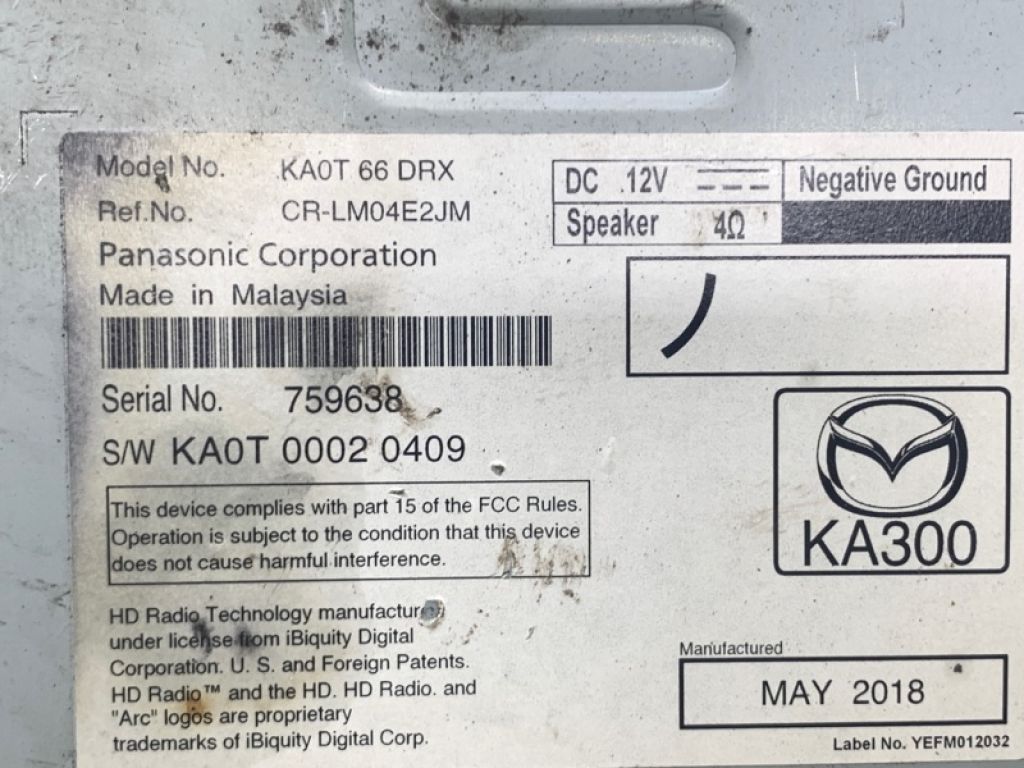 Model No. KA0T 66 DRX
Ref.No. CR-LM04E2JM
Panasonic Corporation
Made in Malaysia
Serial No. 759638
S/W KA0T 0002 0409
This device complies with part 15 of the FCC Rules.
Operation is subject to the condition that this device
does not cause harmful interference.
HD Radio Technology manufactured
under license from iBiquity Digital
Corporation. U. S. and Foreign Patents.
HD Radio™ and the HD. HD Radio. and
"Arc" logos are proprietary
trademarks of iBiquity Digital Corp.
DC 12V Negative Ground
Speaker 4Ω
KA300
Manufactured
MAY 2018
Label No. YEFM012032